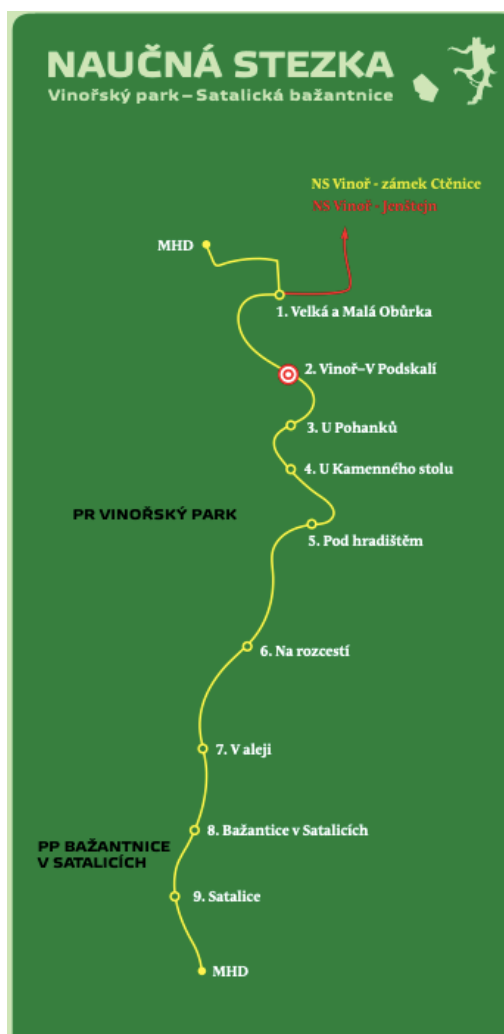 NAUČNÁ STEZKA
Vinořský park – Satalická bažantnice
NS Vinoř - zámek Ctěnice
NS Vinoř - Jenštejn
MHD
1. Velká a Malá Obůrka
2. Vinoř–V Podskalí
3. U Pohanků
4. U Kamenného stolu
PR VINOŘSKÝ PARK
5. Pod hradištěm
6. Na rozcestí
7. V aleji
8. Bažantice v Satalicích
PP BAŽANTNICE
V SATALICÍCH
9. Satalice
MHD